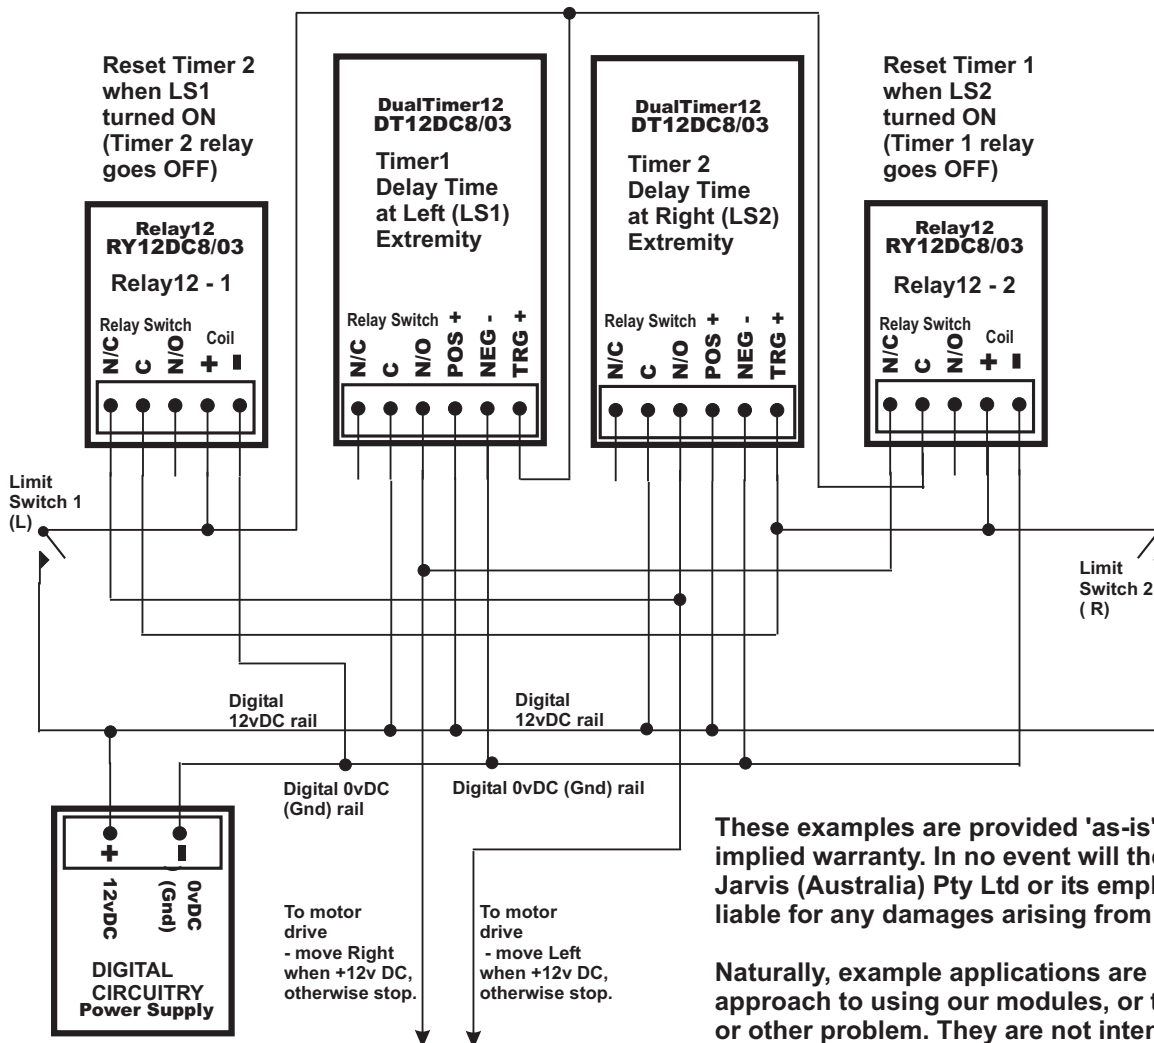 Reset Timer 2
when LS1
turned ON
(Timer 2 relay
goes OFF)
DualTimer12
DT12DC8/03
Timer1
Delay Time
at Left (LS1)
Extremity
Relay Switch
N/C
C
N/O
POS +
NEG -
TRG +
DualTimer12
DT12DC8/03
Timer 2
Delay Time
at Right (LS2)
Extremity
Relay Switch
N/C
C
N/O
POS +
NEG -
TRG +
Reset Timer 1
when LS2
turned ON
(Timer 1 relay
goes OFF)
Relay12
RY12DC8/03
Relay12 - 1
Relay Switch
Coil
N/C
C
N/O
+
-
Relay12
RY12DC8/03
Relay12 - 2
Relay Switch
Coil
N/C
C
N/O
+
-
Limit
Switch 1
(L)
Limit
Switch 2
( R)
Digital
12vDC rail
Digital
12vDC rail
Digital 0vDC
(Gnd) rail
Digital 0vDC (Gnd) rail
+
-
12vDC
0vDC
(Gnd)
DIGITAL
CIRCUITRY
Power Supply
To motor
drive
- move Right
when +12v DC,
otherwise stop.
To motor
drive
- move Left
when +12v DC,
otherwise stop.
These examples are provided 'as-is'
implied warranty. In no event will the
Jarvis (Australia) Pty Ltd or its empl
liable for any damages arising from
Naturally, example applications are
approach to using our modules, or t
or other problem. They are not inten